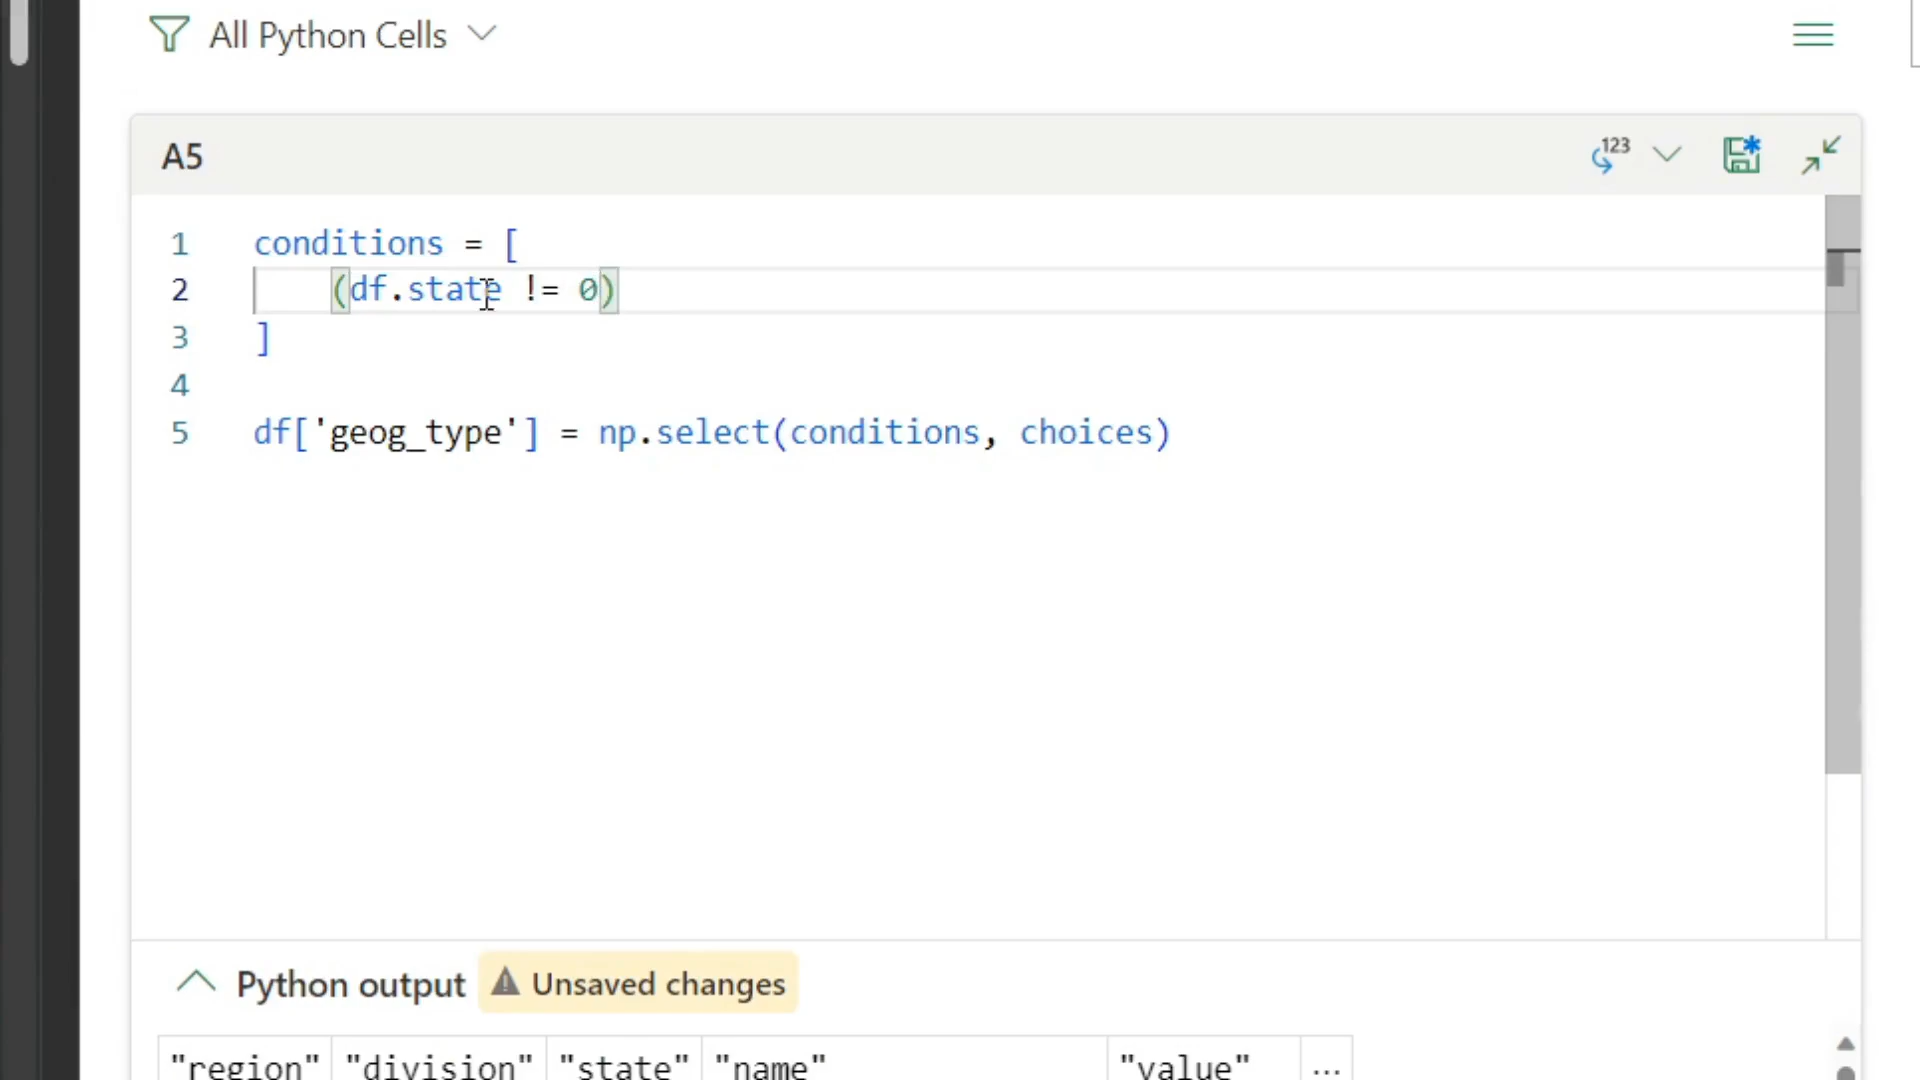 All Python Cells
A5
123
1 conditions = [
2 (df.state != 0)
3 ]
4
5 df['geog_type'] = np.select(conditions, choices)
Python output Unsaved changes
"region" "division" "state" "name" "value" ...